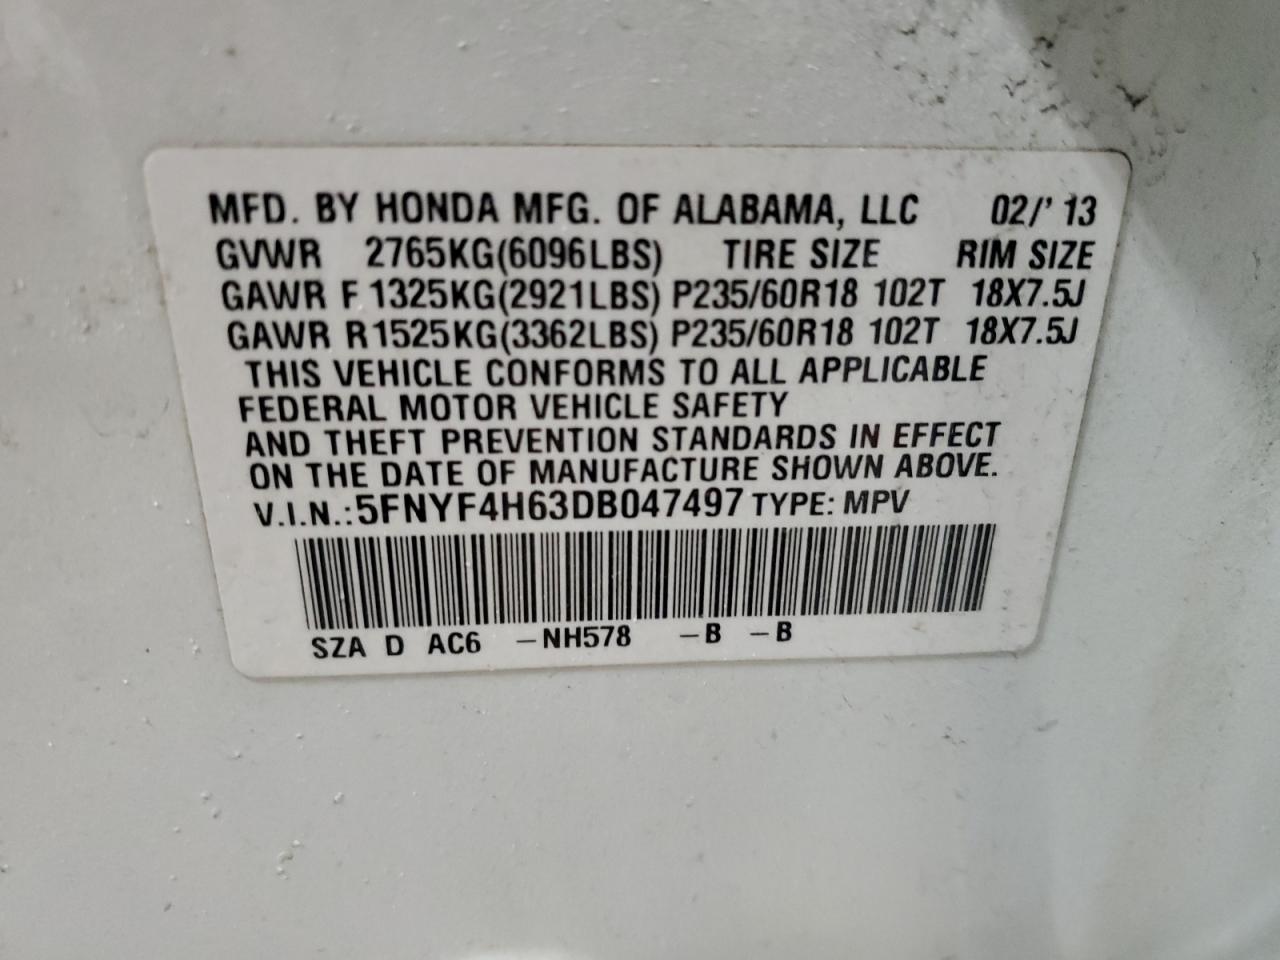 MFD. BY HONDA MFG. OF ALABAMA, LLC 02/' 13
GVWR 2765KG(6096LBS) TIRE SIZE RIM SIZE
GAWR F 1325KG(2921LBS) P235/60R18 102T 18X7.5J
GAWR R1525KG(3362LBS) P235/60R18 102T 18X7.5J
THIS VEHICLE CONFORMS TO ALL APPLICABLE
FEDERAL MOTOR VEHICLE SAFETY
AND THEFT PREVENTION STANDARDS IN EFFECT
ON THE DATE OF MANUFACTURE SHOWN ABOVE.
V.I.N.:5FNYF4H63DB047497 TYPE: MPV
SZA D AC6 –NH578 –B –B